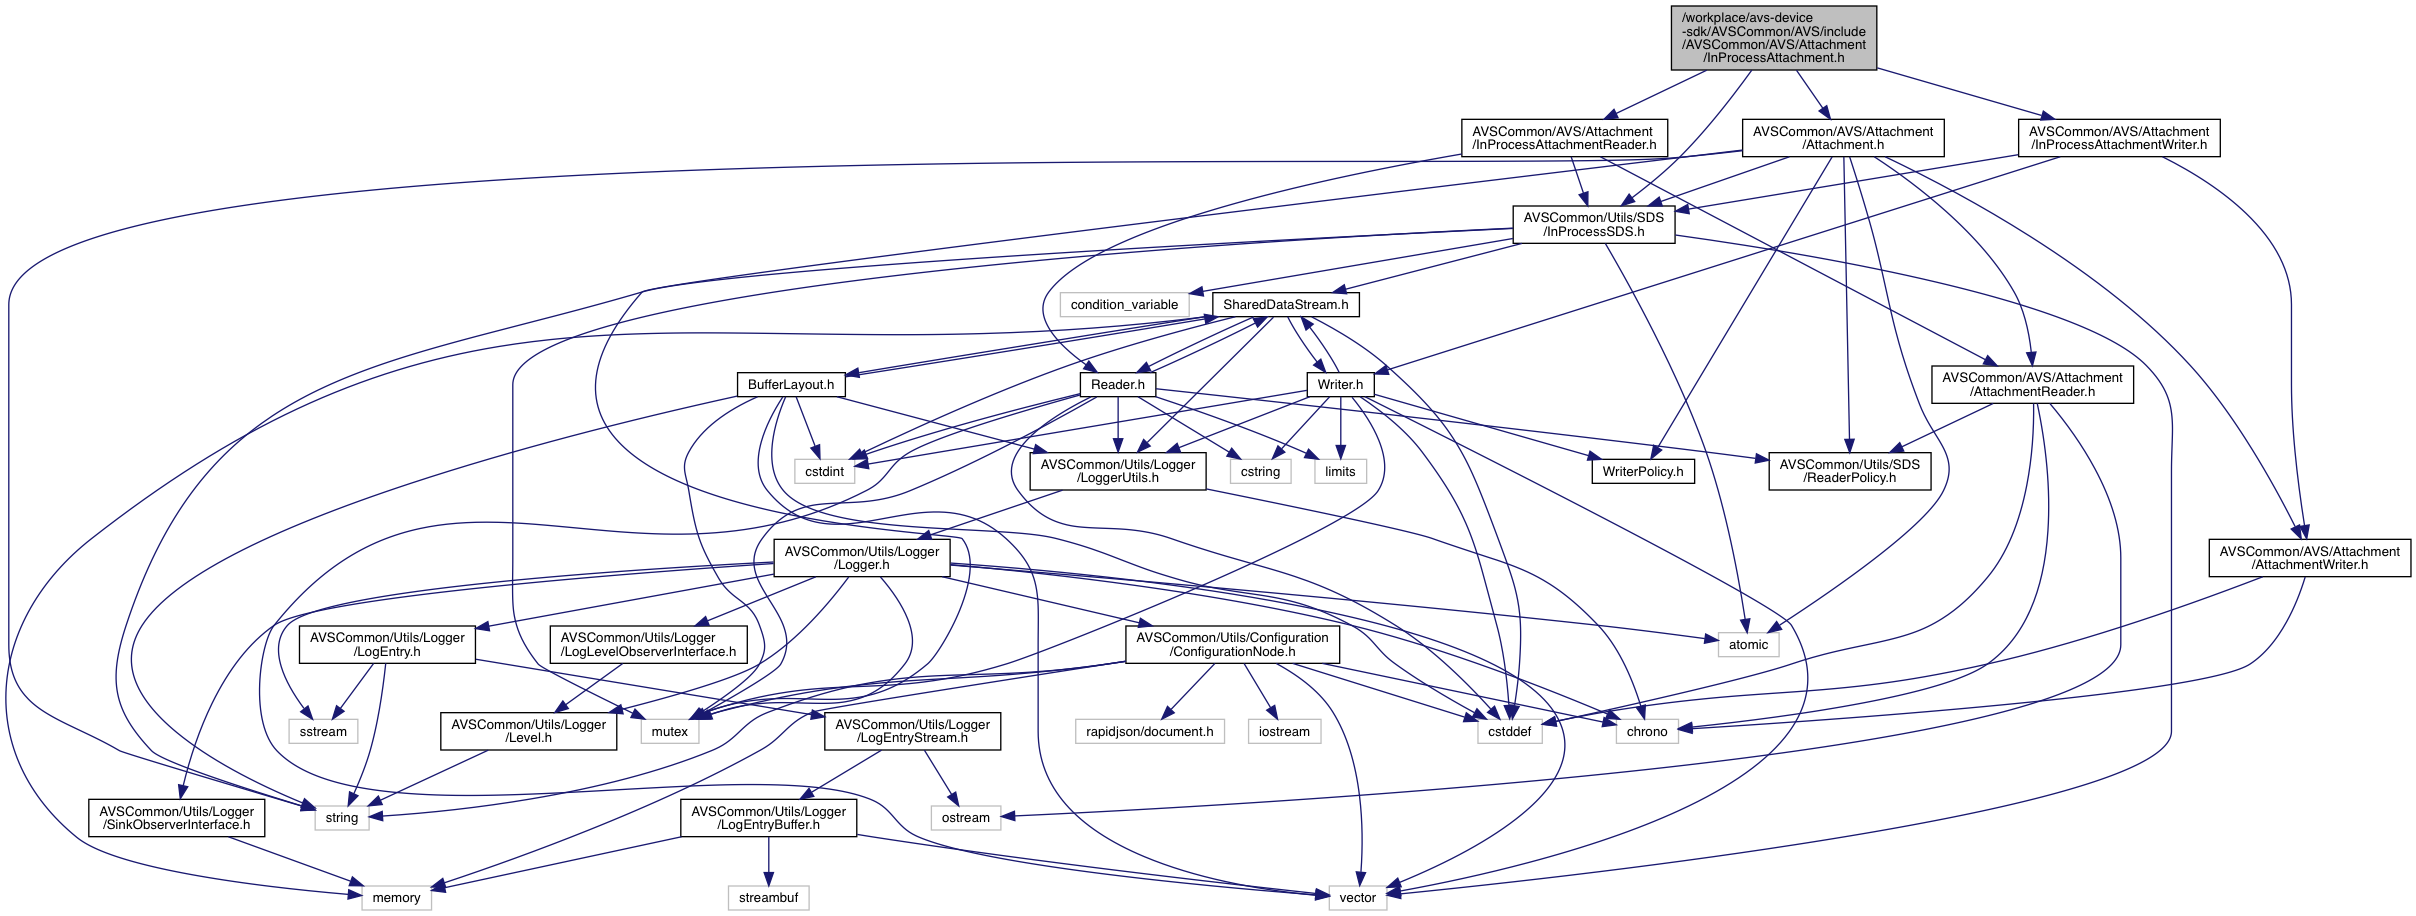 /workplace/avs-device
-sdk/AVSCommon/AVS/include
/AVSCommon/AVS/Attachment
/InProcessAttachment.h
AVSCommon/AVS/Attachment
/InProcessAttachmentReader.h
AVSCommon/AVS/Attachment
/Attachment.h
AVSCommon/AVS/Attachment
/InProcessAttachmentWriter.h
AVSCommon/Utils/SDS
/InProcessSDS.h
condition_variable
SharedDataStream.h
BufferLayout.h
Reader.h
Writer.h
AVSCommon/AVS/Attachment
/AttachmentReader.h
cstdint
AVSCommon/Utils/Logger
/LoggerUtils.h
cstring
limits
WriterPolicy.h
AVSCommon/Utils/SDS
/ReaderPolicy.h
AVSCommon/Utils/Logger
/Logger.h
AVSCommon/AVS/Attachment
/AttachmentWriter.h
AVSCommon/Utils/Logger
/LogEntry.h
AVSCommon/Utils/Logger
/LogLevelObserverInterface.h
AVSCommon/Utils/Configuration
/ConfigurationNode.h
atomic
sstream
AVSCommon/Utils/Logger
/Level.h
mutex
AVSCommon/Utils/Logger
/LogEntryStream.h
rapidjson/document.h
iostream
cstddef
chrono
AVSCommon/Utils/Logger
/SinkObserverInterface.h
string
AVSCommon/Utils/Logger
/LogEntryBuffer.h
ostream
memory
streambuf
vector